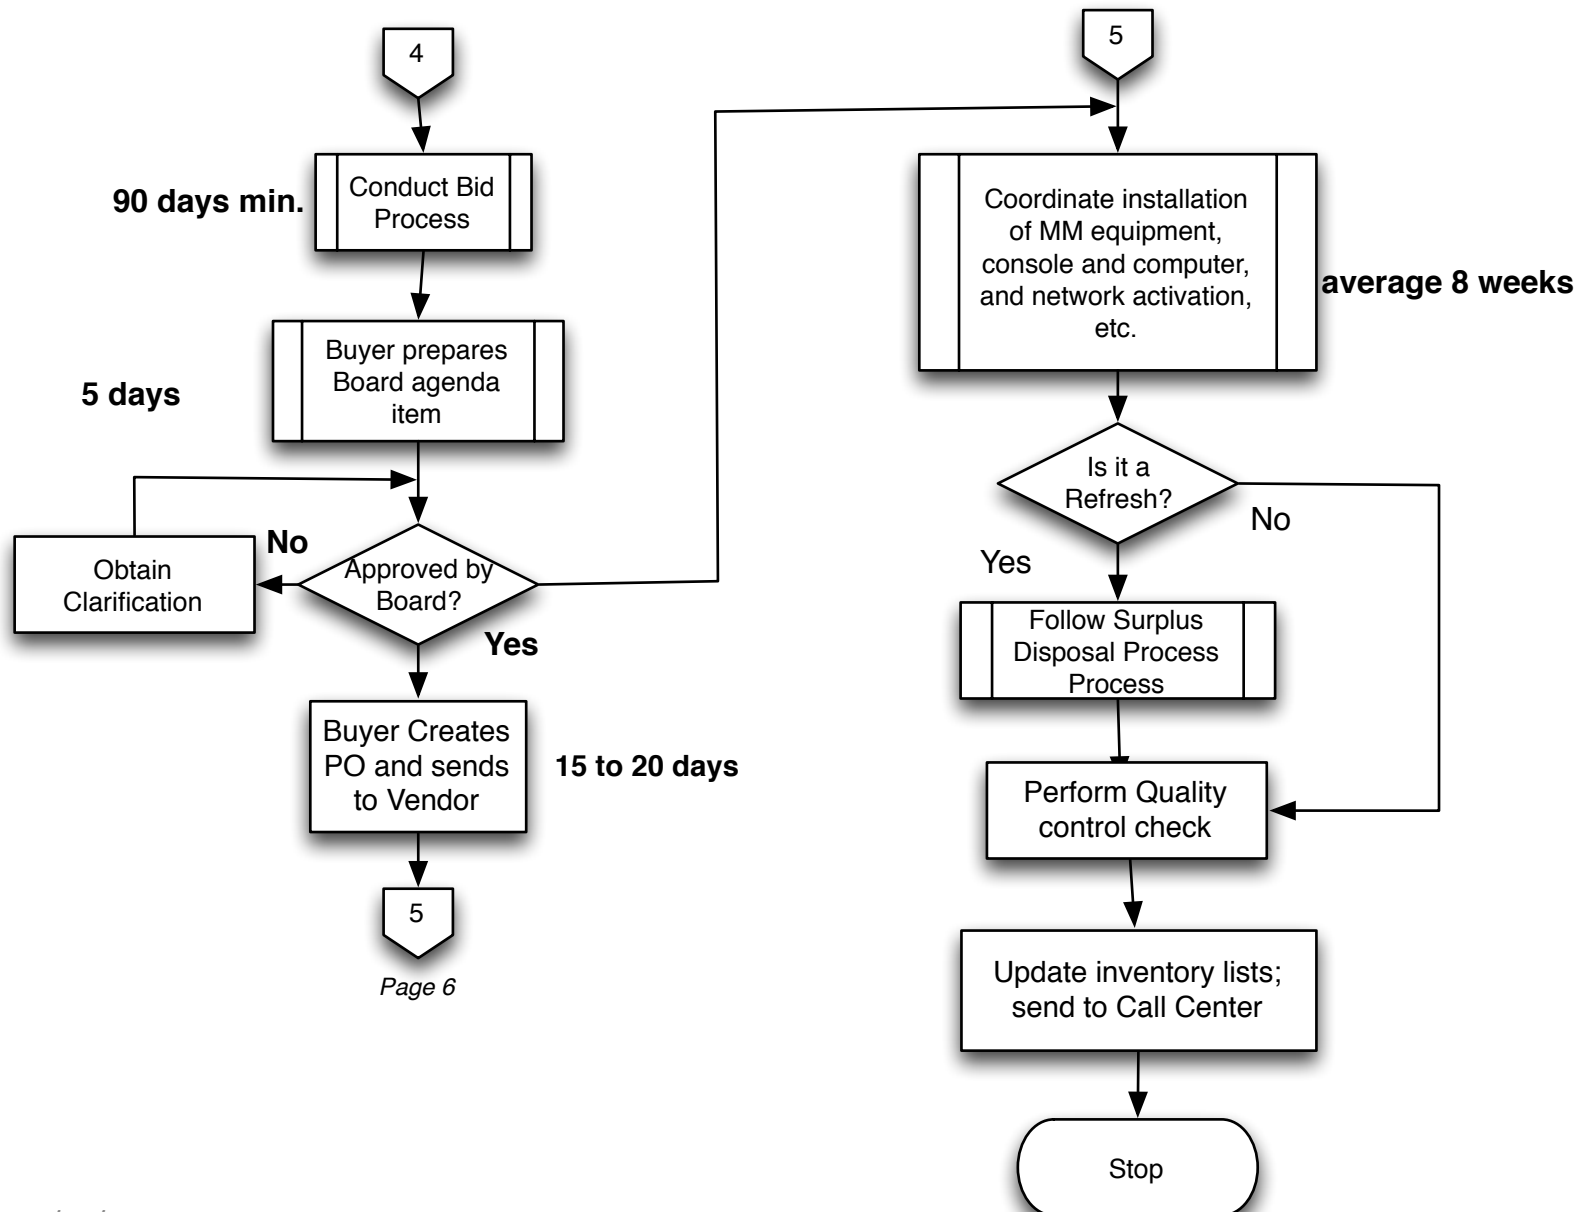 4
90 days min.
Conduct Bid
Process
5 days
Buyer prepares
Board agenda
item
No
Obtain
Clarification
Approved by
Board?
Yes
Buyer Creates
PO and sends
to Vendor
15 to 20 days
5
Page 6
5
Coordinate installation
of MM equipment,
console and computer,
and network activation,
etc.
average 8 weeks
Is it a
Refresh?
No
Yes
Follow Surplus
Disposal Process
Process
Perform Quality
control check
Update inventory lists;
send to Call Center
Stop